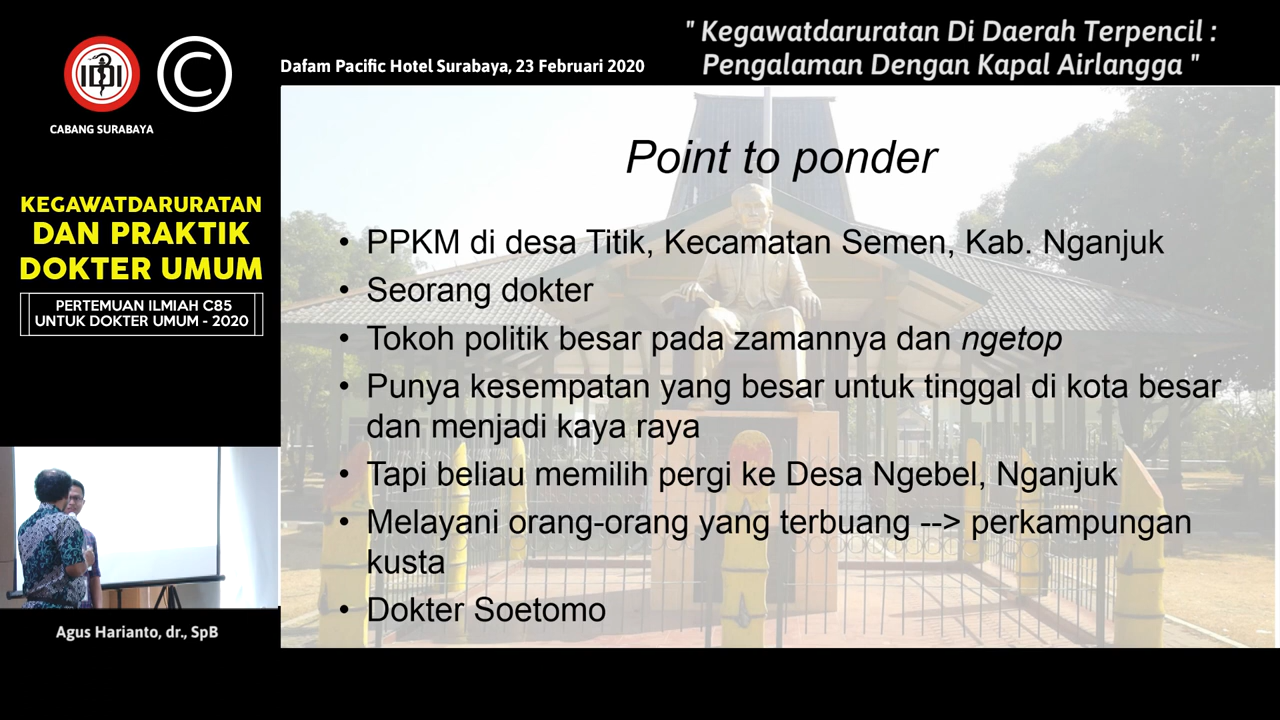 IDI
C
CABANG SURABAYA
Dafam Pacific Hotel Surabaya, 23 Februari 2020
" Kegawatdaruratan Di Daerah Terpencil :
Pengalaman Dengan Kapal Airlangga "
KEGAWATDARURATAN
DAN PRAKTIK
DOKTER UMUM
PERTEMUAN ILMIAH C85
UNTUK DOKTER UMUM - 2020
Agus Harianto, dr., SpB
Point to ponder
• PPKM di desa Titik, Kecamatan Semen, Kab. Nganjuk
• Seorang dokter
• Tokoh politik besar pada zamannya dan ngetop
• Punya kesempatan yang besar untuk tinggal di kota besar
dan menjadi kaya raya
• Tapi beliau memilih pergi ke Desa Ngebel, Nganjuk
• Melayani orang-orang yang terbuang --> perkampungan
kusta
• Dokter Soetomo